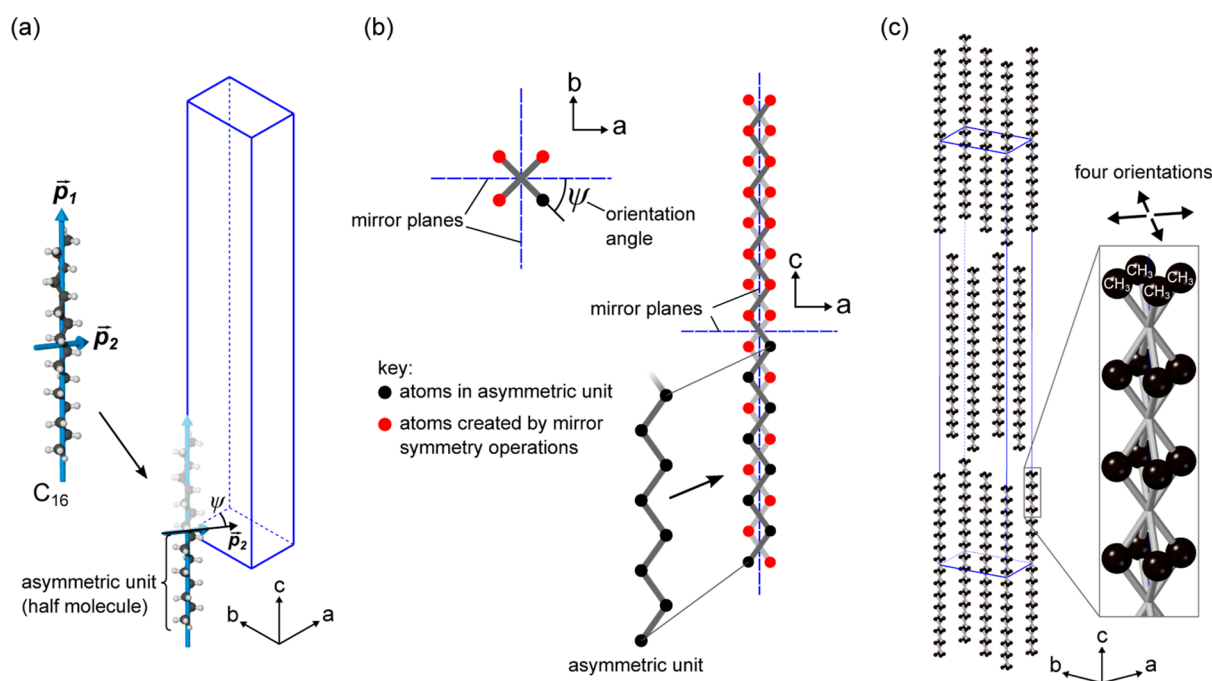 (a)
p₁
p₂
C₁₆
ψ
p₂
asymmetric unit
(half molecule)
c
b
a
(b)
b
a
mirror planes
ψ
orientation
angle
c
a
mirror planes
key:
atoms in asymmetric unit
atoms created by mirror
symmetry operations
asymmetric unit
(c)
four orientations
CH₃
CH₃
CH₃
CH₃
c
b
a